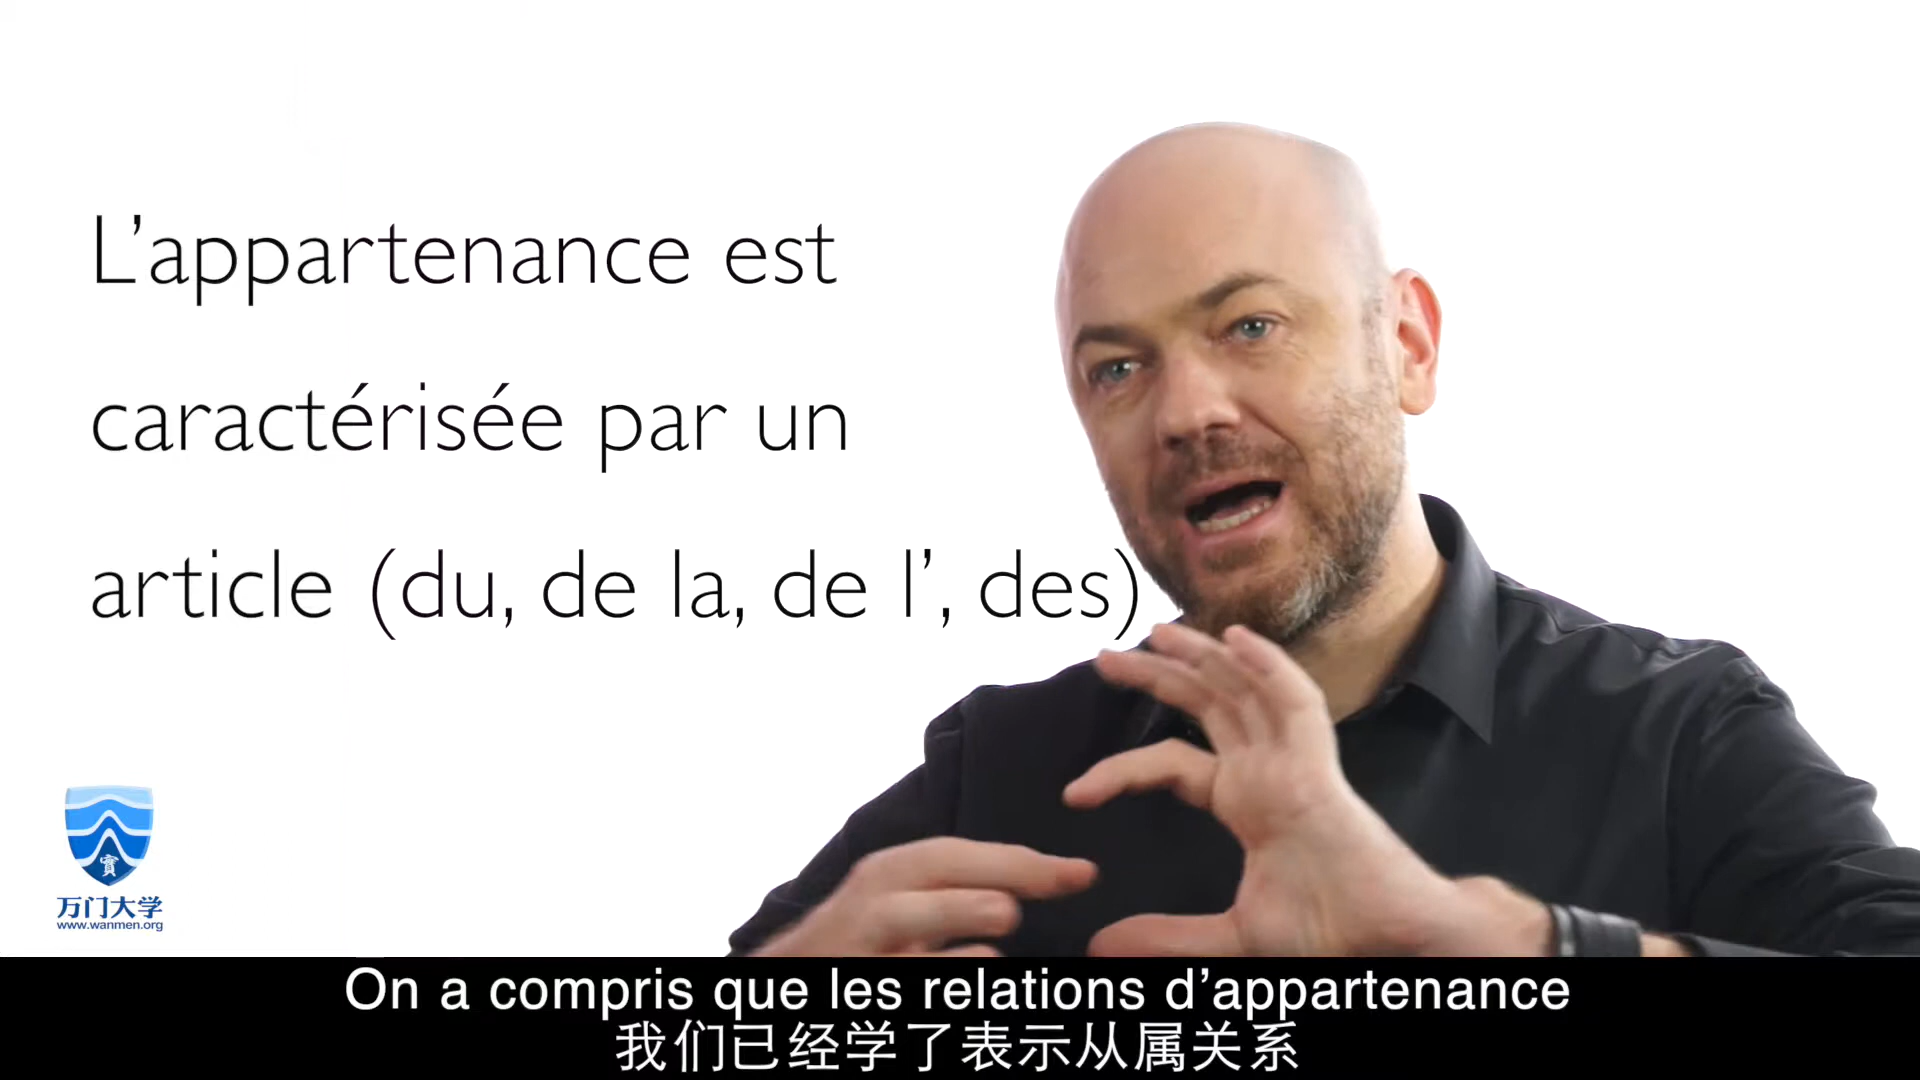 L’appartenance est
caractérisée par un
article (du, de la, de l’, des)
寳
万门大学
www.wanmen.org
On a compris que les relations d’appartenance
我们已经学了表示从属关系